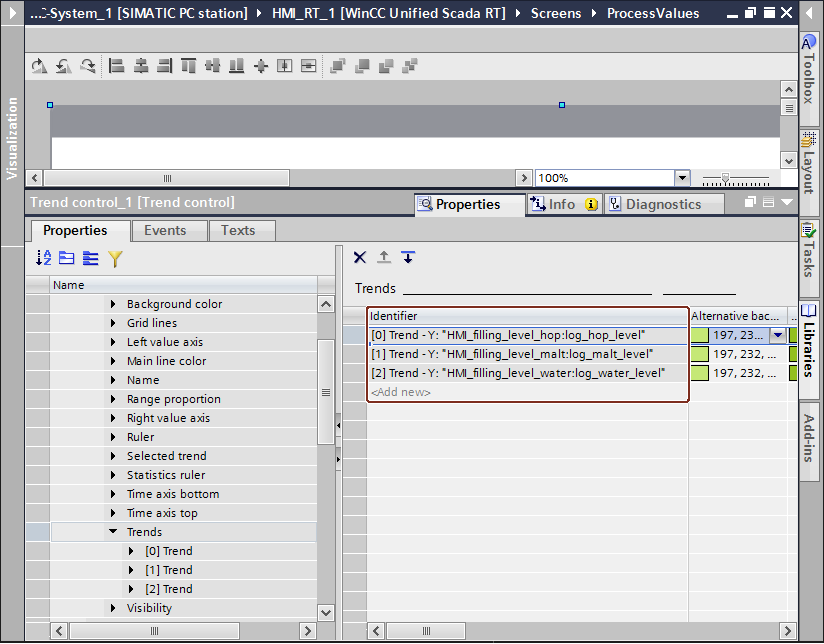 ...C-System_1 [SIMATIC PC station] HMI_RT_1 [WinCC Unified Scada RT] Screens ProcessValues
Visualization
100%
Trend control_1 [Trend control]
Properties
Info
Diagnostics
Properties
Events
Texts
Name
Background color
Grid lines
Left value axis
Main line color
Name
Range proportion
Right value axis
Ruler
Selected trend
Statistics ruler
Time axis bottom
Time axis top
Trends
[0] Trend
[1] Trend
[2] Trend
Visibility
Trends
Identifier
Alternative bac...
...
[0] Trend - Y: "HMI_filling_level_hop:log_hop_level"
197, 23...
[1] Trend - Y: "HMI_filling_level_malt:log_malt_level"
197, 232, ...
[2] Trend - Y: "HMI_filling_level_water:log_water_level"
197, 232, ...
<Add new>
Toolbox
Layout
Tasks
Libraries
Add-ins